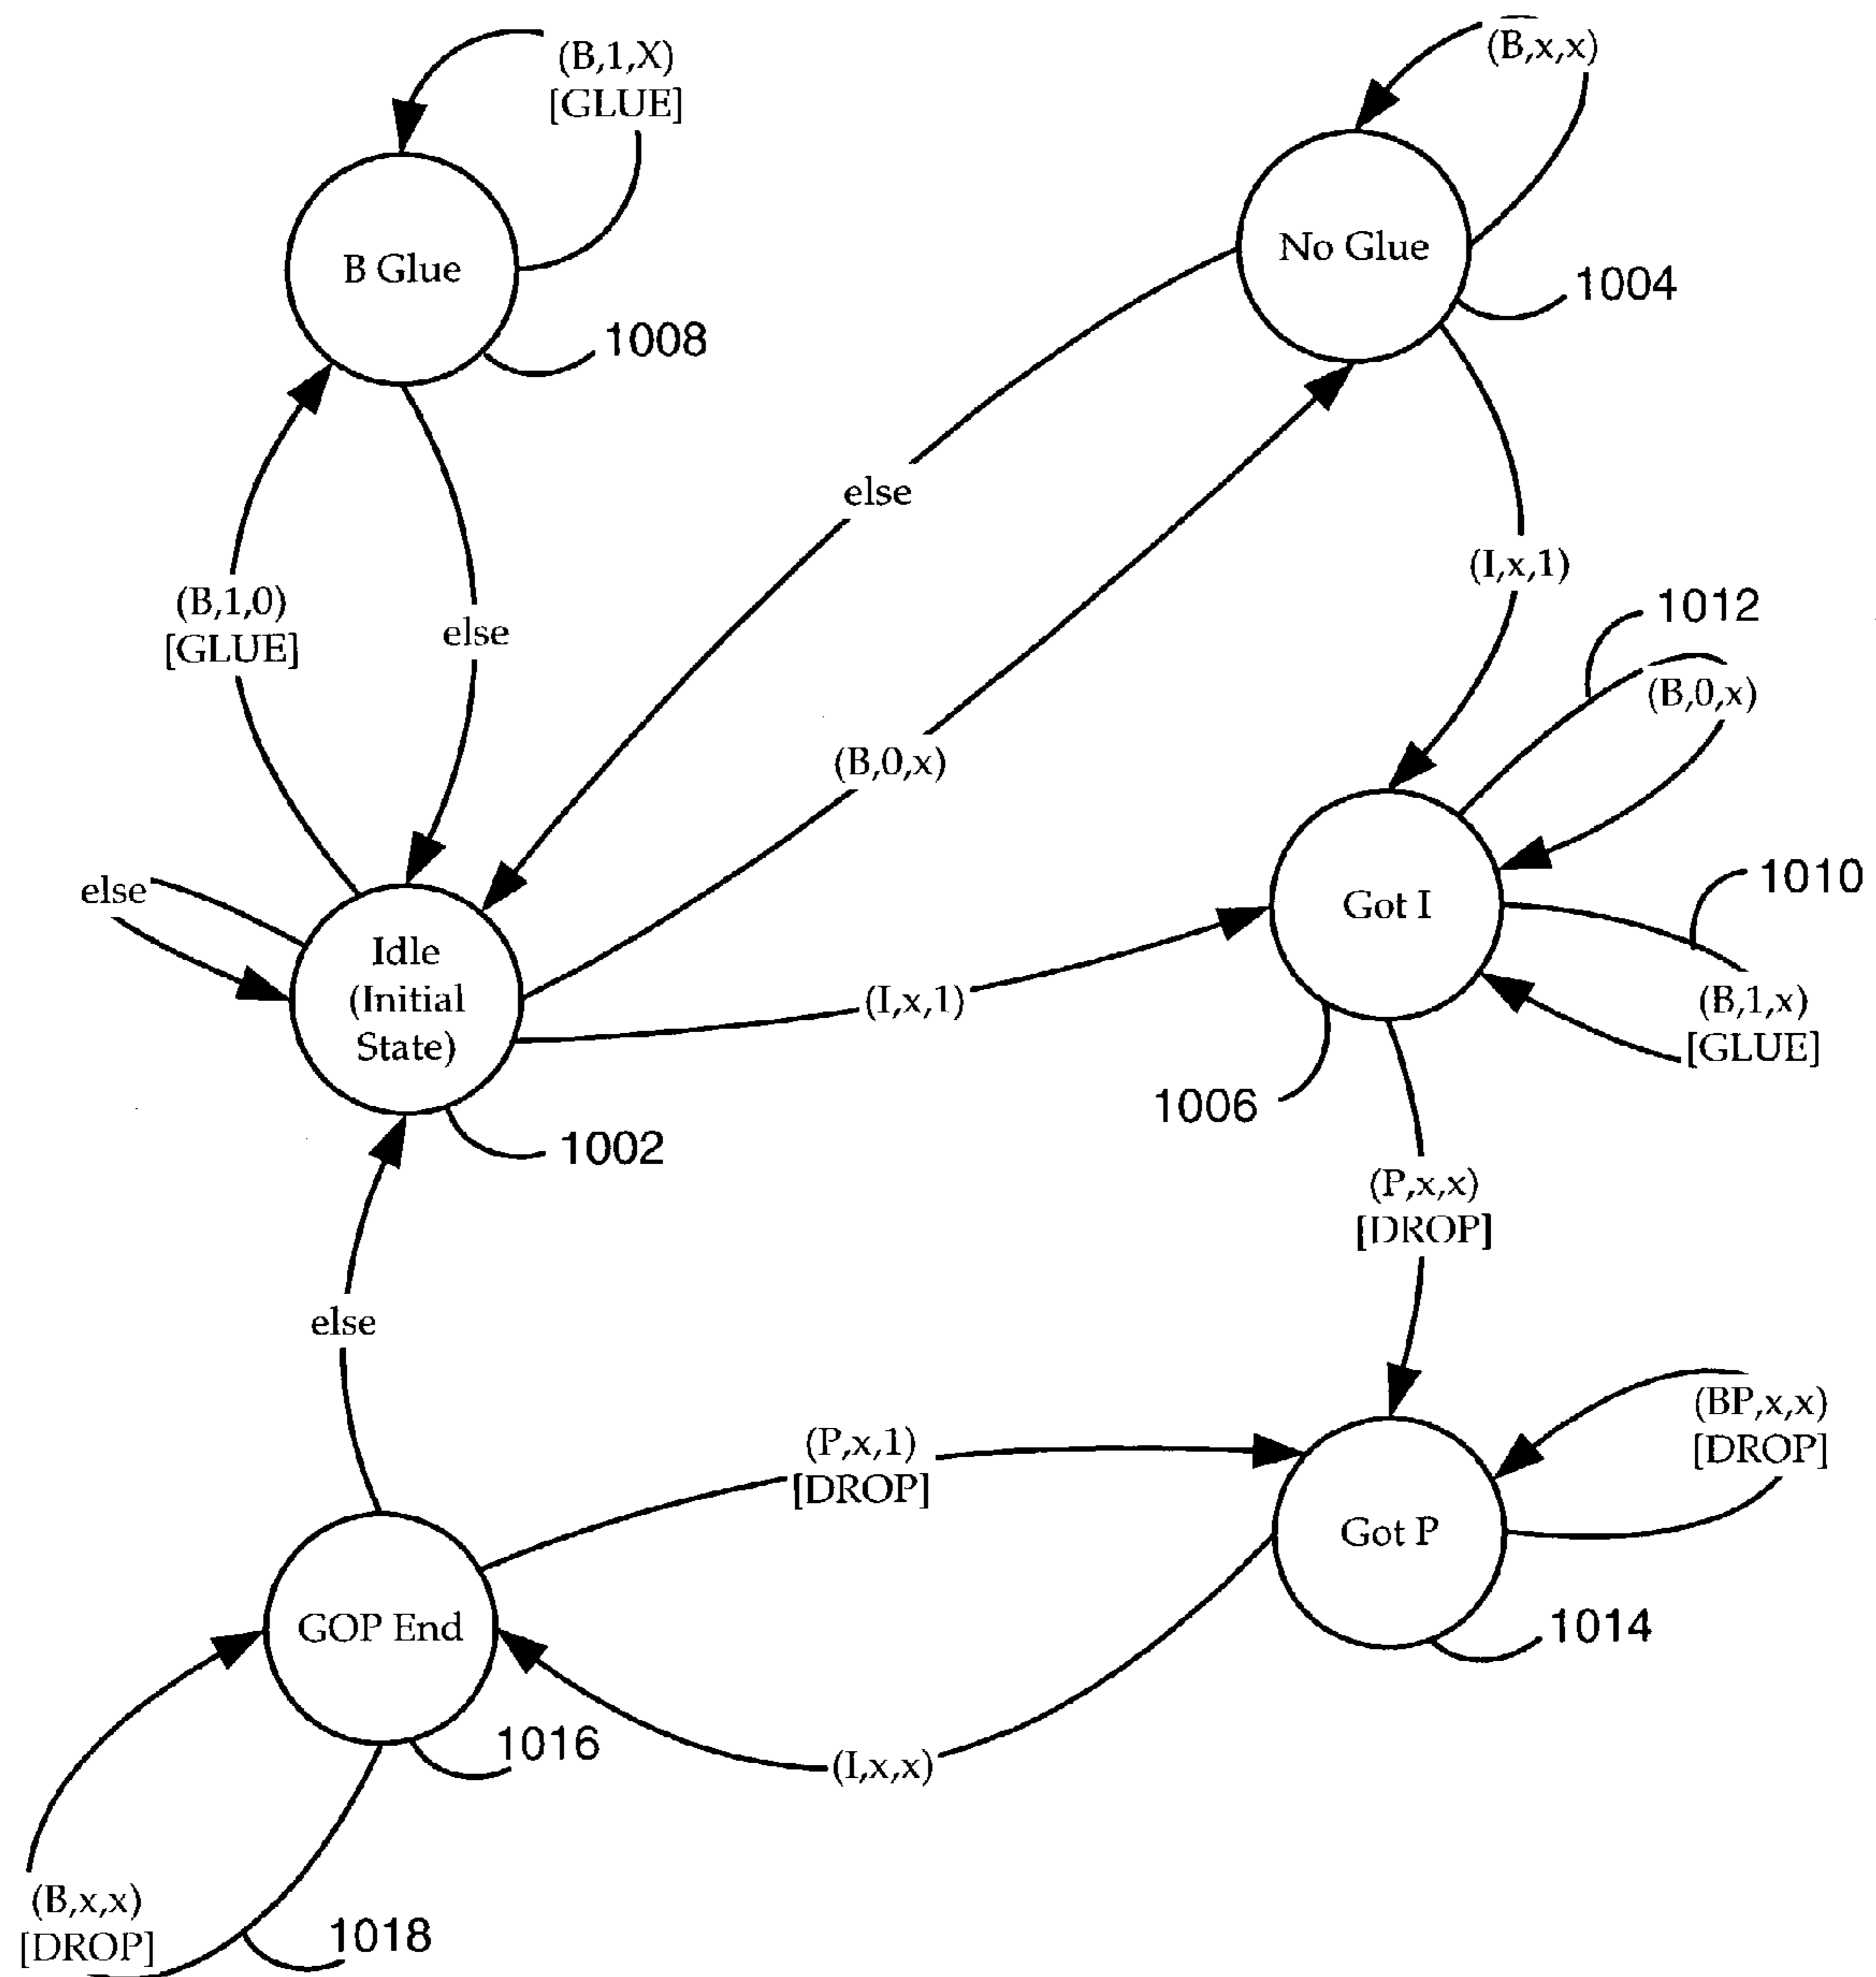 (B,1,X)
[GLUE]
(B,x,x)
B Glue
No Glue
1004
1008
else
(I,x,1)
(B,1,0)
[GLUE]
else
1012
(B,0,x)
(B,0,x)
1010
else
Got I
Idle
(Initial
State)
(I,x,1)
(B,1,x)
[GLUE]
1006
1002
(P,x,x)
[DROP]
else
(P,x,1)
[DROP]
(BP,x,x)
[DROP]
Got P
GOP End
1014
1016
(I,x,x)
(B,x,x)
[DROP]
1018